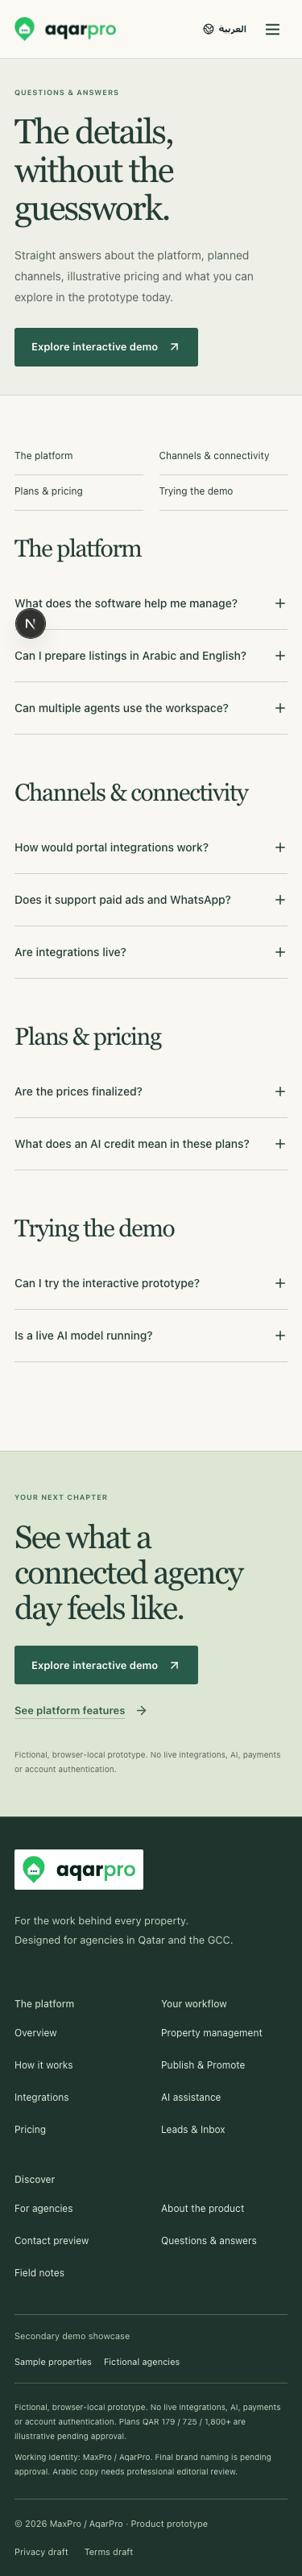 aqarpro
العربية
QUESTIONS & ANSWERS
The details,
without the
guesswork.
Straight answers about the platform, planned
channels, illustrative pricing and what you can
explore in the prototype today.
Explore interactive demo
The platform
Channels & connectivity
Plans & pricing
Trying the demo
The platform
What does the software help me manage?
N
Can I prepare listings in Arabic and English?
Can multiple agents use the workspace?
Channels & connectivity
How would portal integrations work?
Does it support paid ads and WhatsApp?
Are integrations live?
Plans & pricing
Are the prices finalized?
What does an AI credit mean in these plans?
Trying the demo
Can I try the interactive prototype?
Is a live AI model running?
YOUR NEXT CHAPTER
See what a
connected agency
day feels like.
Explore interactive demo
See platform features
Fictional, browser-local prototype. No live integrations, AI, payments
or account authentication.
aqarpro
For the work behind every property.
Designed for agencies in Qatar and the GCC.
The platform
Overview
How it works
Integrations
Pricing
Your workflow
Property management
Publish & Promote
AI assistance
Leads & Inbox
Discover
For agencies
About the product
Contact preview
Questions & answers
Field notes
Secondary demo showcase
Sample properties
Fictional agencies
Fictional, browser-local prototype. No live integrations, AI, payments
or account authentication. Plans QAR 179 / 725 / 1,800+ are
illustrative pending approval.
Working identity: MaxPro / AqarPro. Final brand naming is pending
approval. Arabic copy needs professional editorial review.
© 2026 MaxPro / AqarPro · Product prototype
Privacy draft
Terms draft